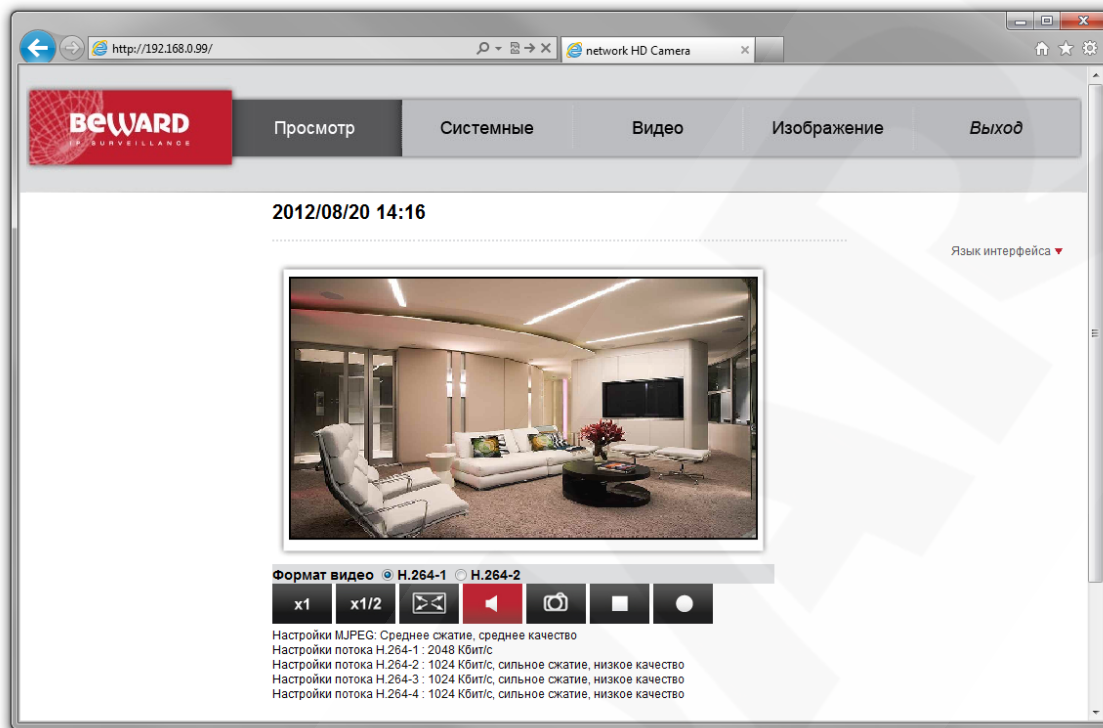 http://192.168.0.99/
network HD Camera
BEWARD
IP SURVEILLANCE
Просмотр
Системные
Видео
Изображение
Выход
2012/08/20 14:16
Язык интерфейса
Формат видео H.264-1 H.264-2
x1 x1/2
Настройки MJPEG: Среднее сжатие, среднее качество
Настройки потока H.264-1 : 2048 Кбит/с
Настройки потока H.264-2 : 1024 Кбит/с, сильное сжатие, низкое качество
Настройки потока H.264-3 : 1024 Кбит/с, сильное сжатие, низкое качество
Настройки потока H.264-4 : 1024 Кбит/с, сильное сжатие, низкое качество